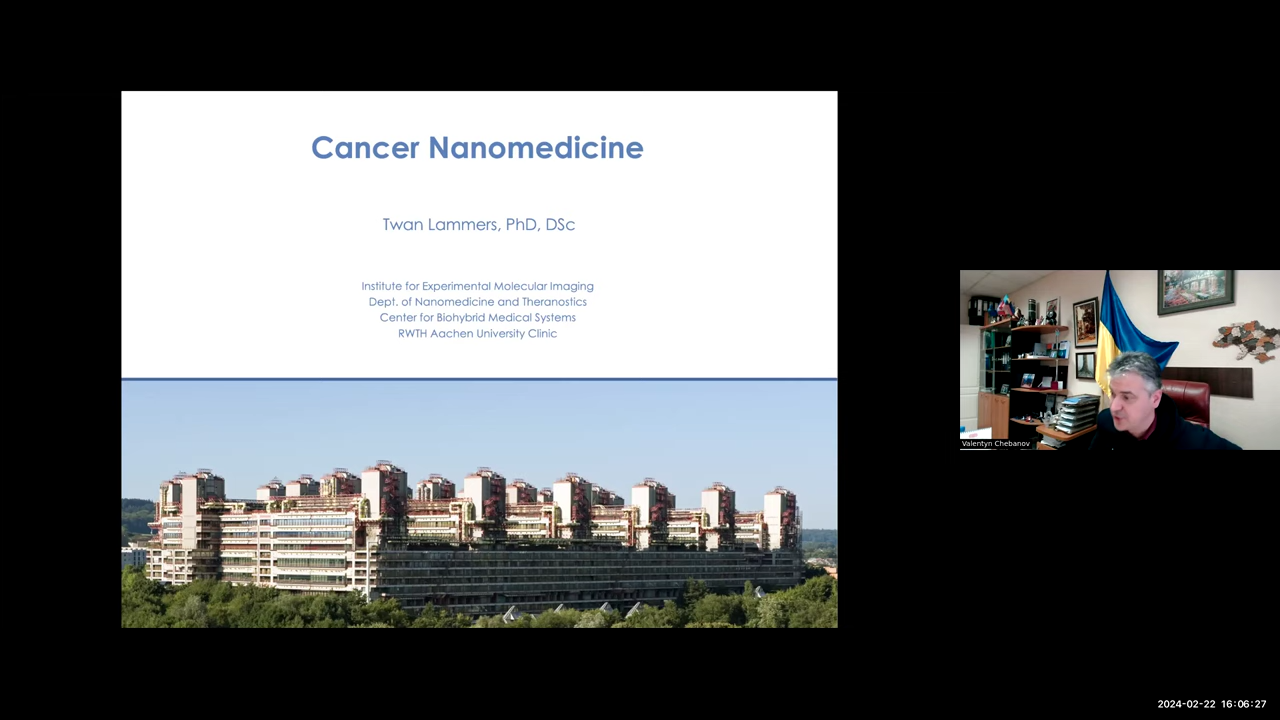 Cancer Nanomedicine
Twan Lammers, PhD, DSc
Institute for Experimental Molecular Imaging
Dept. of Nanomedicine and Theranostics
Center for Biohybrid Medical Systems
RWTH Aachen University Clinic
Valentyn Chebanov
2024-02-22 16:06:27